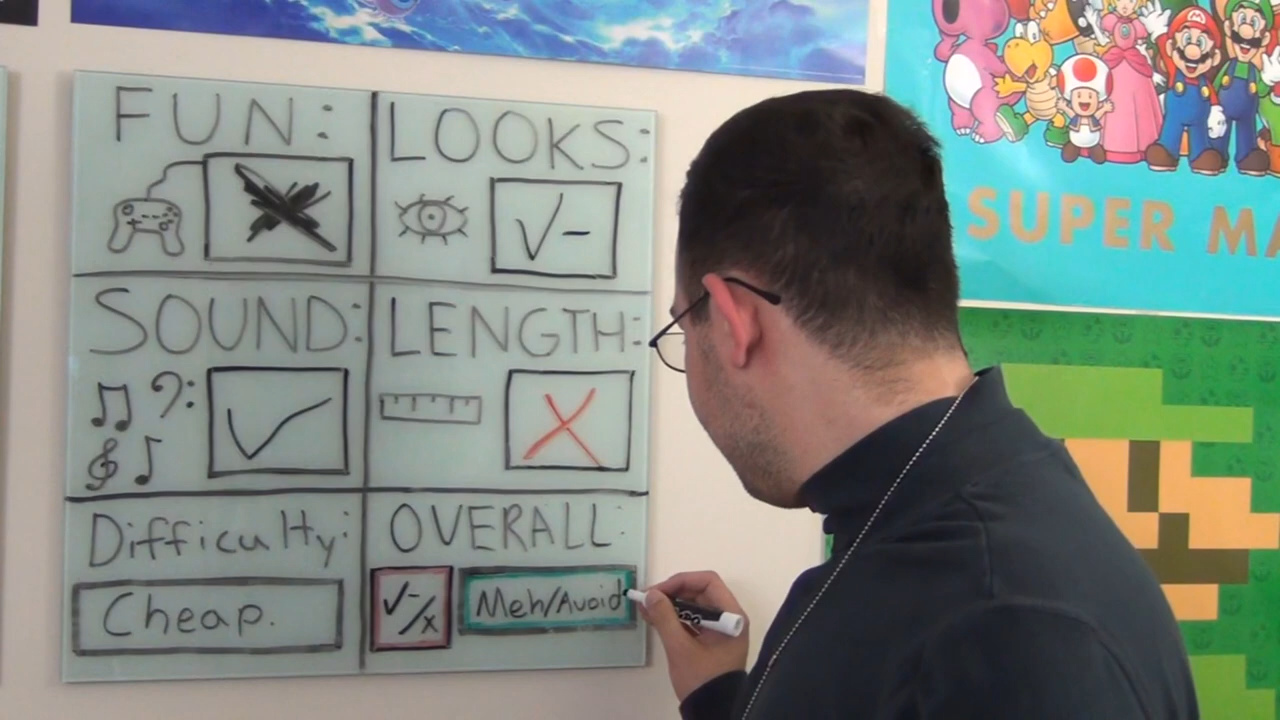 FUN:
LOOKS:
√-
SOUND:
LENGTH:
X
Difficulty:
Cheap.
OVERALL:
√-/x
Meh/Avoid
SUPER MA